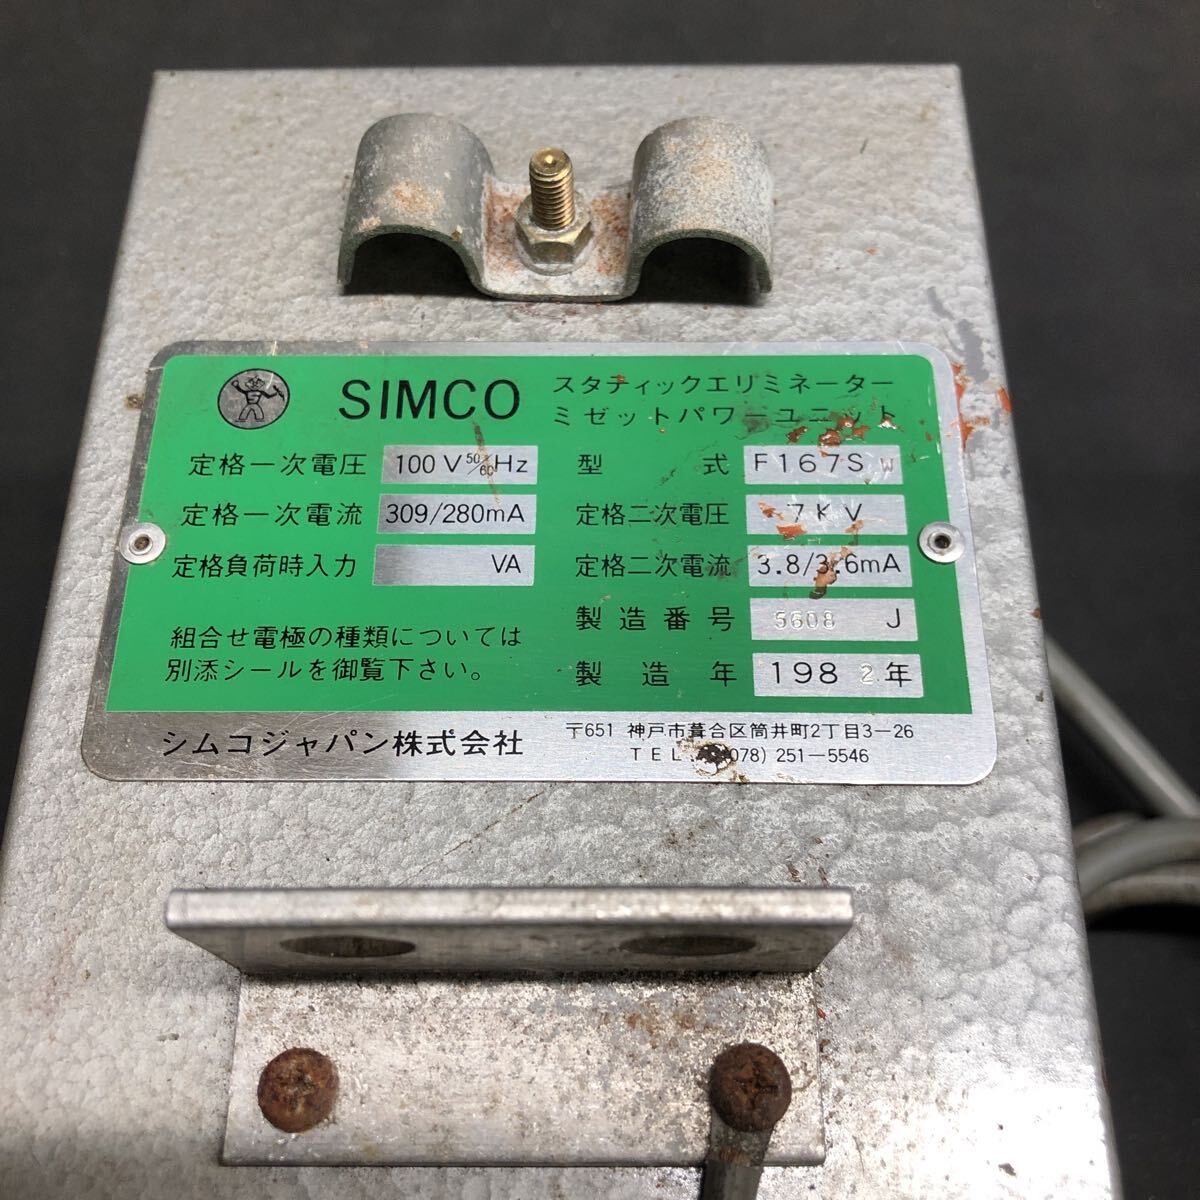 SIMCO
スタティックエリミネーター
ミゼットパワーユニット
定格一次電圧 100V 50/60Hz
型式 F167S W
定格一次電流 309/280mA
定格二次電圧 7KV
定格負荷時入力 VA
定格二次電流 3.8/3.6mA
製造番号 5608 J
組合せ電極の種類については
別添シールを御覧下さい。
製造年 1982年
シムコジャパン株式会社
〒651 神戸市葺合区筒井町2丁目3-26
TEL (078) 251-5546